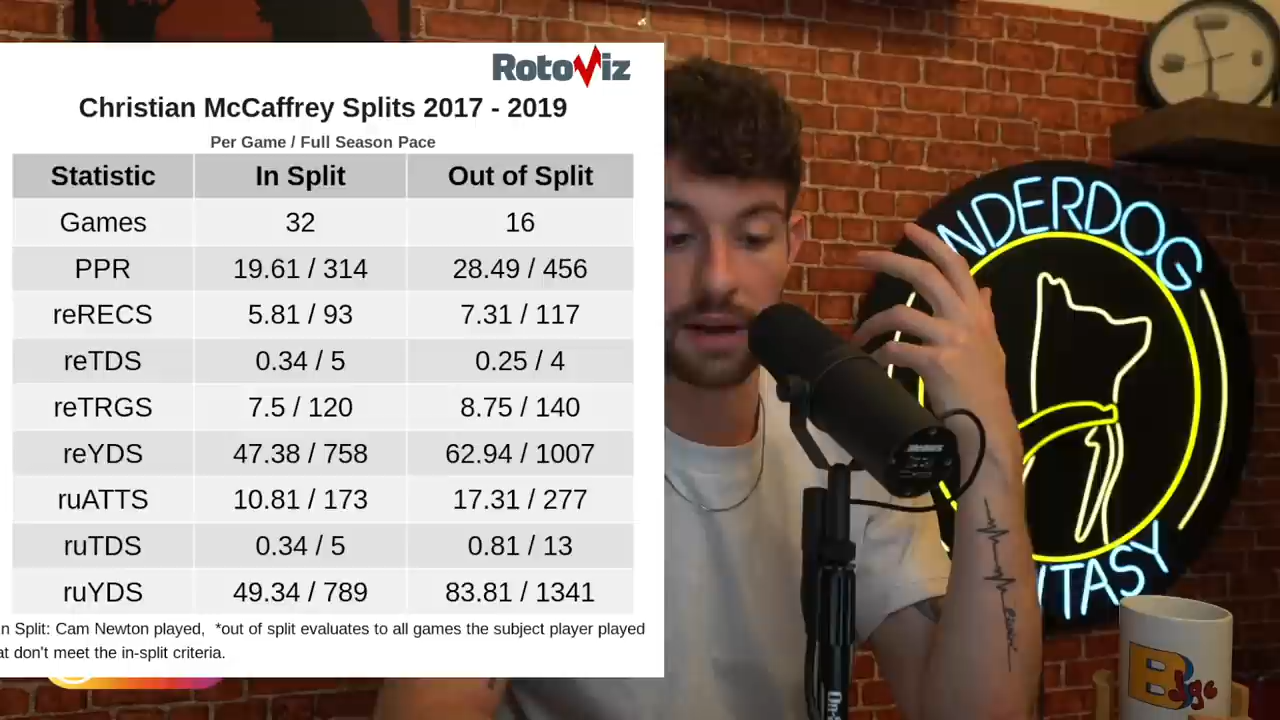 RotoViz
Christian McCaffrey Splits 2017 - 2019
Per Game / Full Season Pace
Statistic In Split Out of Split
Games 32 16
PPR 19.61 / 314 28.49 / 456
reRECS 5.81 / 93 7.31 / 117
reTDS 0.34 / 5 0.25 / 4
reTRGS 7.5 / 120 8.75 / 140
reYDS 47.38 / 758 62.94 / 1007
ruATTS 10.81 / 173 17.31 / 277
ruTDS 0.34 / 5 0.81 / 13
ruYDS 49.34 / 789 83.81 / 1341
n Split: Cam Newton played, *out of split evaluates to all games the subject player played
at don't meet the in-split criteria.
NDERDOG
NTASY